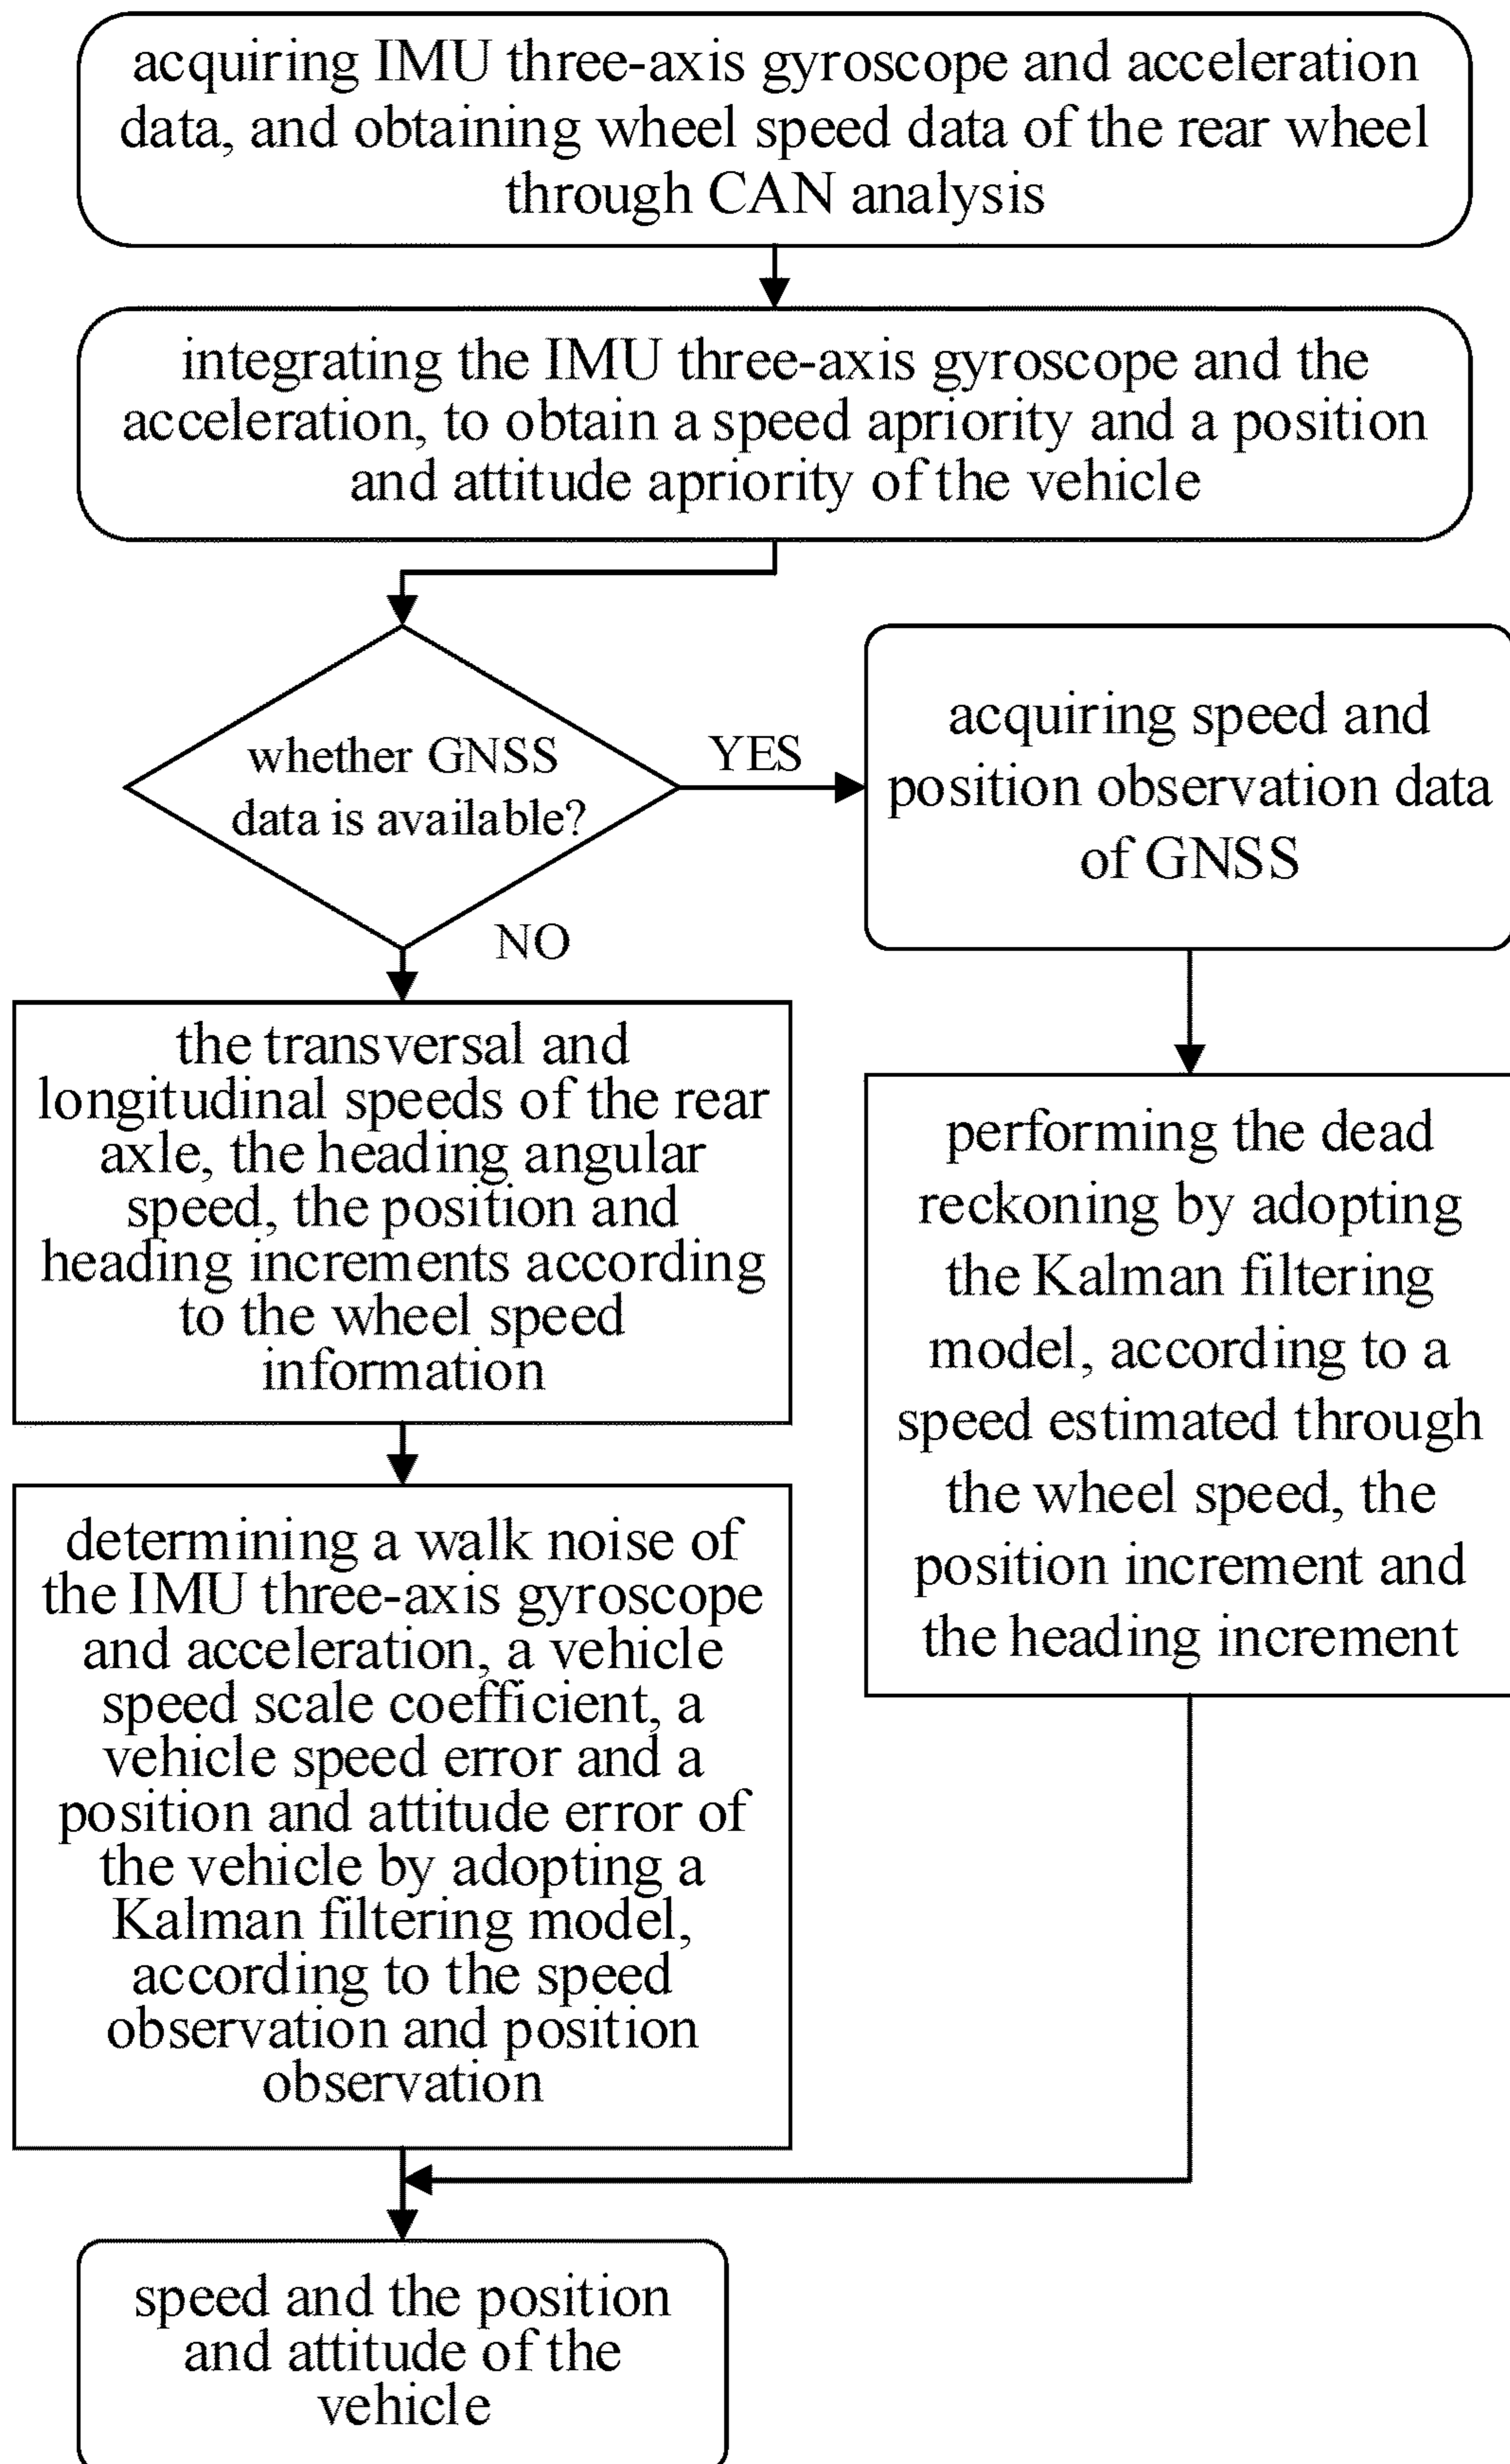 acquiring IMU three-axis gyroscope and acceleration
data, and obtaining wheel speed data of the rear wheel
through CAN analysis
integrating the IMU three-axis gyroscope and the
acceleration, to obtain a speed apriority and a position
and attitude apriority of the vehicle
whether GNSS
data is available?
YES
acquiring speed and
position observation data
of GNSS
NO
the transversal and
longitudinal speeds of the rear
axle, the heading angular
speed, the position and
heading increments according
to the wheel speed
information
performing the dead
reckoning by adopting
the Kalman filtering
model, according to a
speed estimated through
the wheel speed, the
position increment and
the heading increment
determining a walk noise of
the IMU three-axis gyroscope
and acceleration, a vehicle
speed scale coefficient, a
vehicle speed error and a
position and attitude error of
the vehicle by adopting a
Kalman filtering model,
according to the speed
observation and position
observation
speed and the position
and attitude of the
vehicle